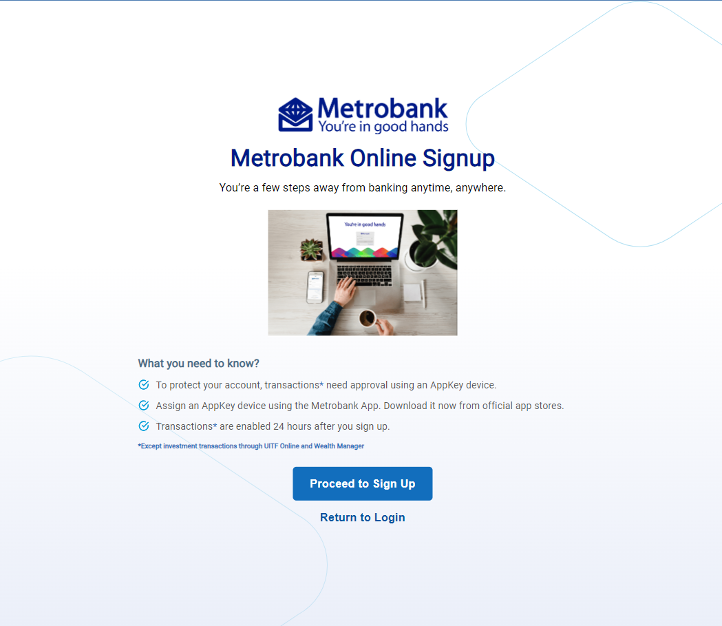 Metrobank
You're in good hands
Metrobank Online Signup
You're a few steps away from banking anytime, anywhere.
You're in good hands
What you need to know?
To protect your account, transactions* need approval using an AppKey device.
Assign an AppKey device using the Metrobank App. Download it now from official app stores.
Transactions* are enabled 24 hours after you sign up.
*Except investment transactions through UITF Online and Wealth Manager
Proceed to Sign Up
Return to Login